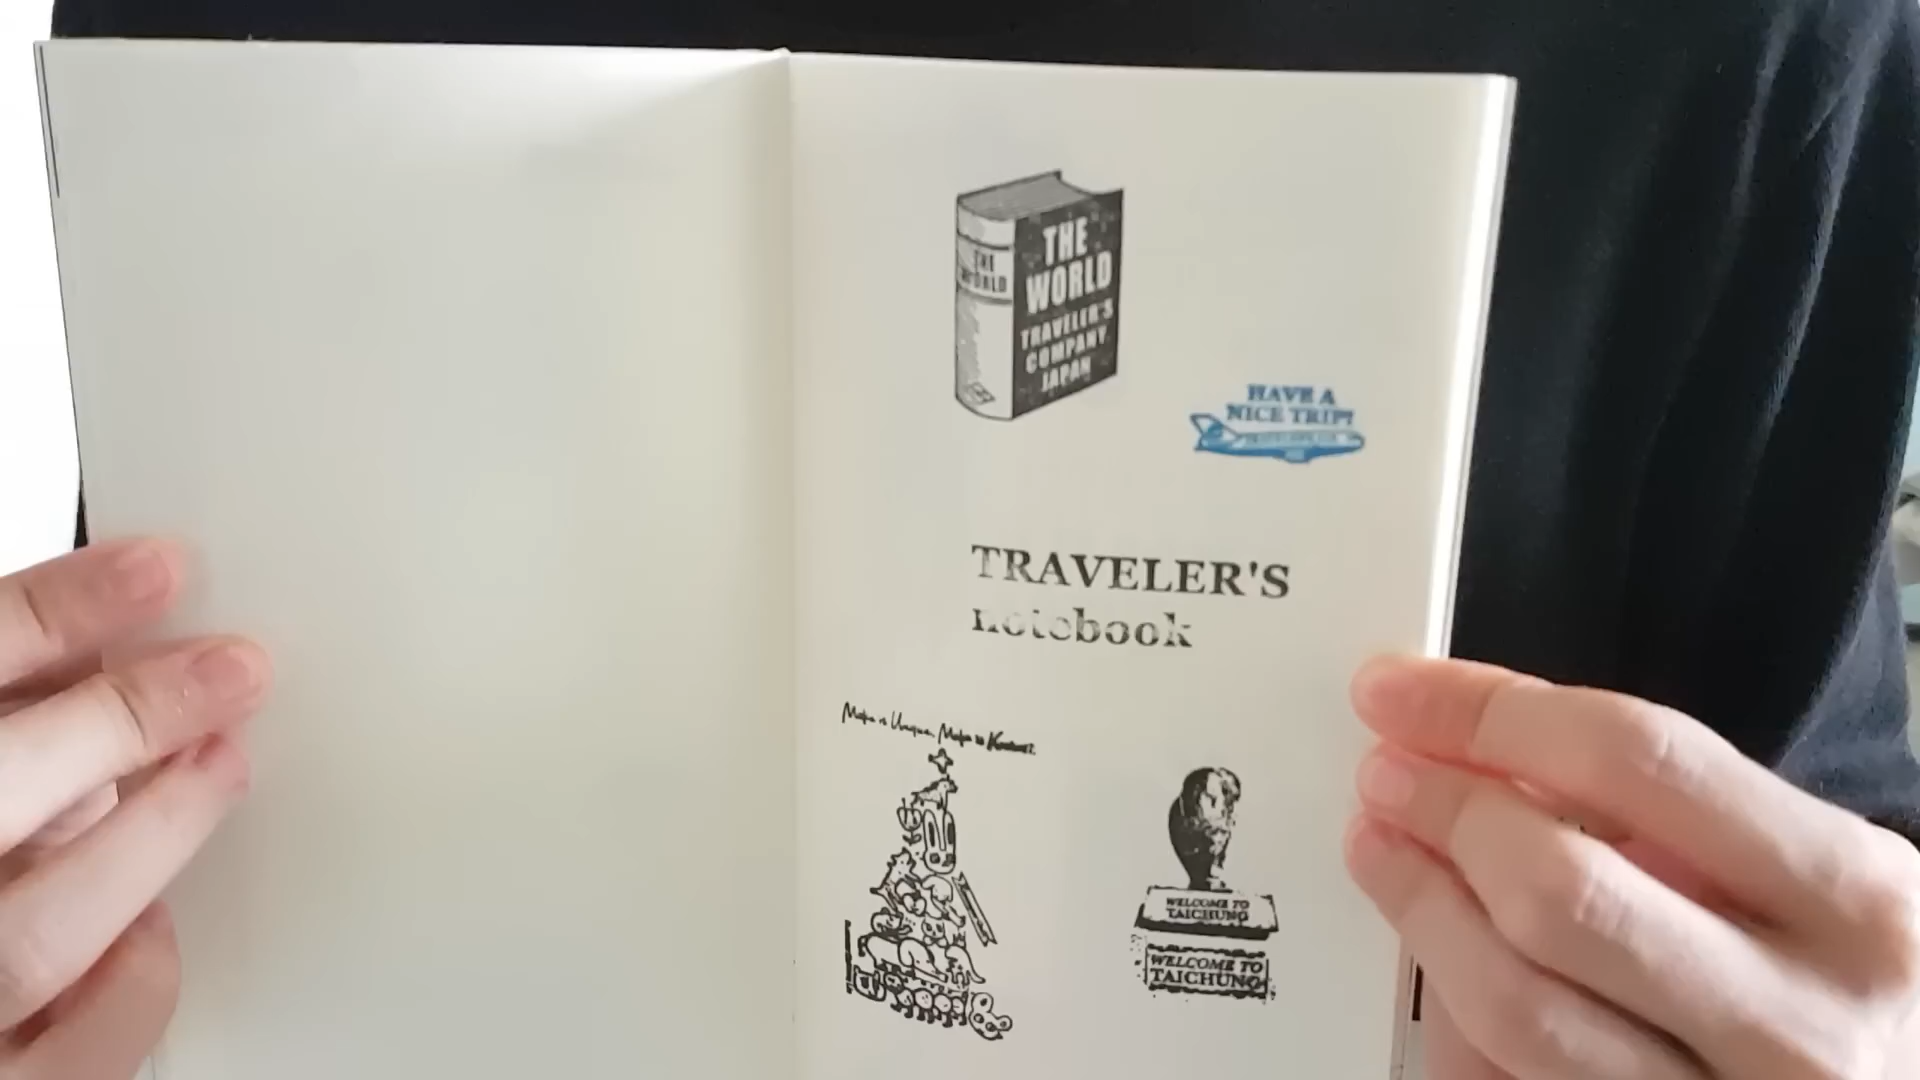 THE
WORLD
THE
WORLD
TRAVELER'S
COMPANY
JAPAN
HAVE A
NICE TRIP!
TRAVELER'S
notebook
WELCOME TO
TAICHUNG
WELCOME TO
TAICHUNG